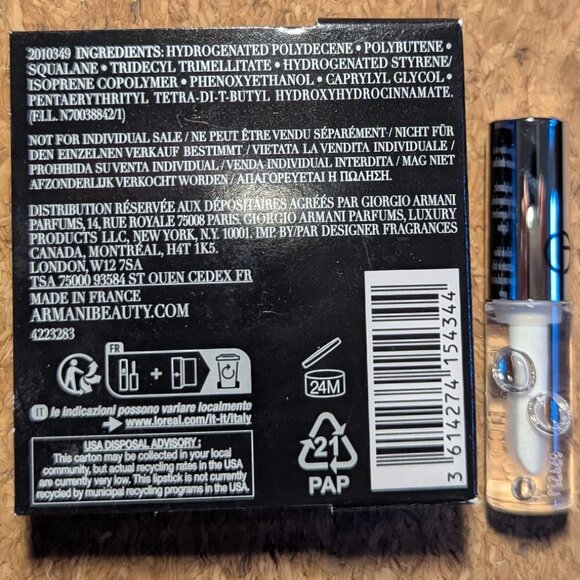 2010349 INGREDIENTS: HYDROGENATED POLYDECENE • POLYBUTENE •
SQUALANE • TRIDECYL TRIMELLITATE • HYDROGENATED STYRENE/
ISOPRENE COPOLYMER • PHENOXYETHANOL • CAPRYLYL GLYCOL •
PENTAERYTHRITYL TETRA-DI-T-BUTYL HYDROXYHYDROCINNAMATE.
(F.I.L. N70038842/1)
NOT FOR INDIVIDUAL SALE / NE PEUT ÊTRE VENDU SÉPARÉMENT / NICHT FÜR
DEN EINZELNEN VERKAUF BESTIMMT / VIETATA LA VENDITA INDIVIDUALE /
PROHIBIDA SU VENTA INDIVIDUAL / VENDA INDIVIDUAL INTERDITA / MAG NIET
AFZONDERLIJK VERKOCHT WORDEN / ΑΠΑΓΟΡΕΥΕΤΑΙ Η ΠΩΛΗΣΗ.
DISTRIBUTION RÉSERVÉE AUX DÉPOSITAIRES AGRÉÉS PAR GIORGIO ARMANI
PARFUMS, 14, RUE ROYALE 75008 PARIS. GIORGIO ARMANI PARFUMS, LUXURY
PRODUCTS LLC, NEW YORK, N.Y. 10001. IMP. BY/PAR DESIGNER FRAGRANCES
CANADA, MONTRÉAL, H4T 1K5.
LONDON, W12 7SA
TSA 75000 93584 ST OUEN CEDEX FR
MADE IN FRANCE
ARMANIBEAUTY.COM
4223283
FR
24M
IT le indicazioni possono variare localmente
www.loreal.com/it-it/italy
USA DISPOSAL ADVISORY:
This carton may be collected in your local
community, but actual recycling rates in the USA
are currently very low. This lipstick is not currently
recycled by municipal recycling programs in the USA.
21
PAP
3 614274 154344